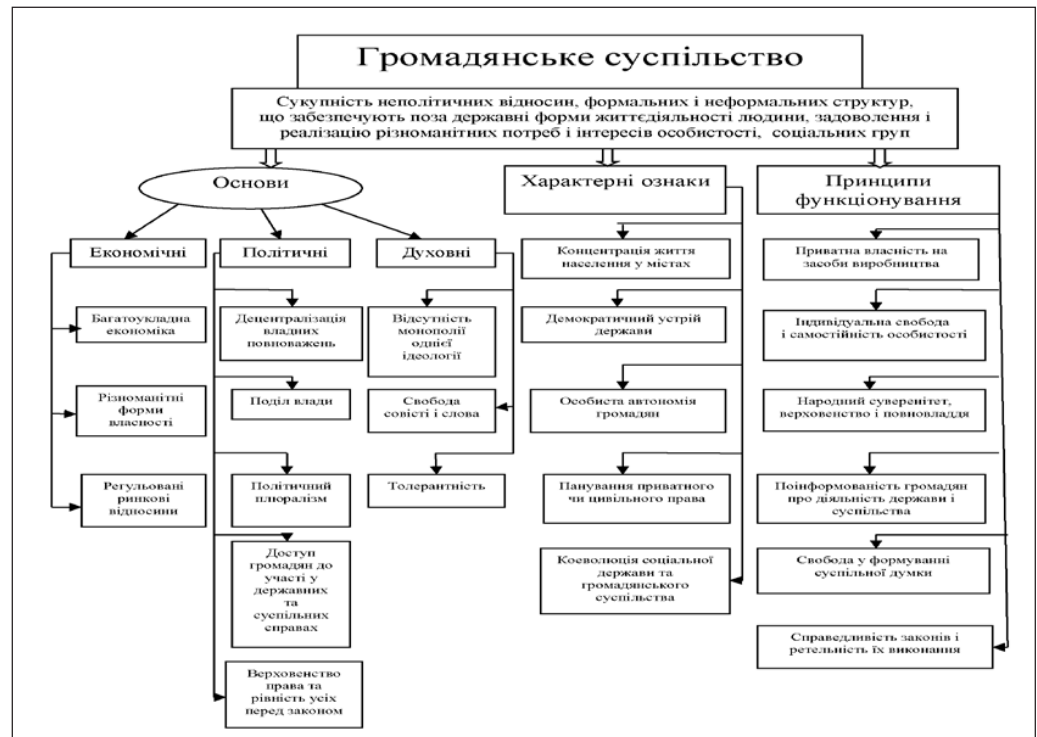 Громадянське суспільство
Сукупність неполітичних відносин, формальних і неформальних структур,
що забезпечують поза державні форми життєдіяльності людини, задоволення і
реалізацію різноманітних потреб і інтересів особистості, соціальних груп
Основи
Економічні
Багатоукладна
економіка
Різноманітні
форми
власності
Регульовані
ринкові
відносини
Політичні
Децентралізація
владних
повноважень
Поділ влади
Політичний
плюралізм
Доступ
громадян до
участі у
державних
та
суспільних
справах
Верховенство
права та
рівність усіх
перед законом
Духовні
Відсутність
монополії
однієї
ідеології
Свобода
совісті і слова
Толерантність
Характерні ознаки
Концентрація життя
населення у містах
Демократичний устрій
держави
Особиста автономія
громадян
Панування приватного
чи цивільного права
Коеволюція соціальної
держави та
громадянського
суспільства
Принципи
функціонування
Приватна власність на
засоби виробництва
Індивідуальна свобода
і самостійність особистості
Народний суверенітет,
верховенство і повновладдя
Поінформованість громадян
про діяльність держави і
суспільства
Свобода у формуванні
суспільної думки
Справедливість законів і
ретельність їх виконання